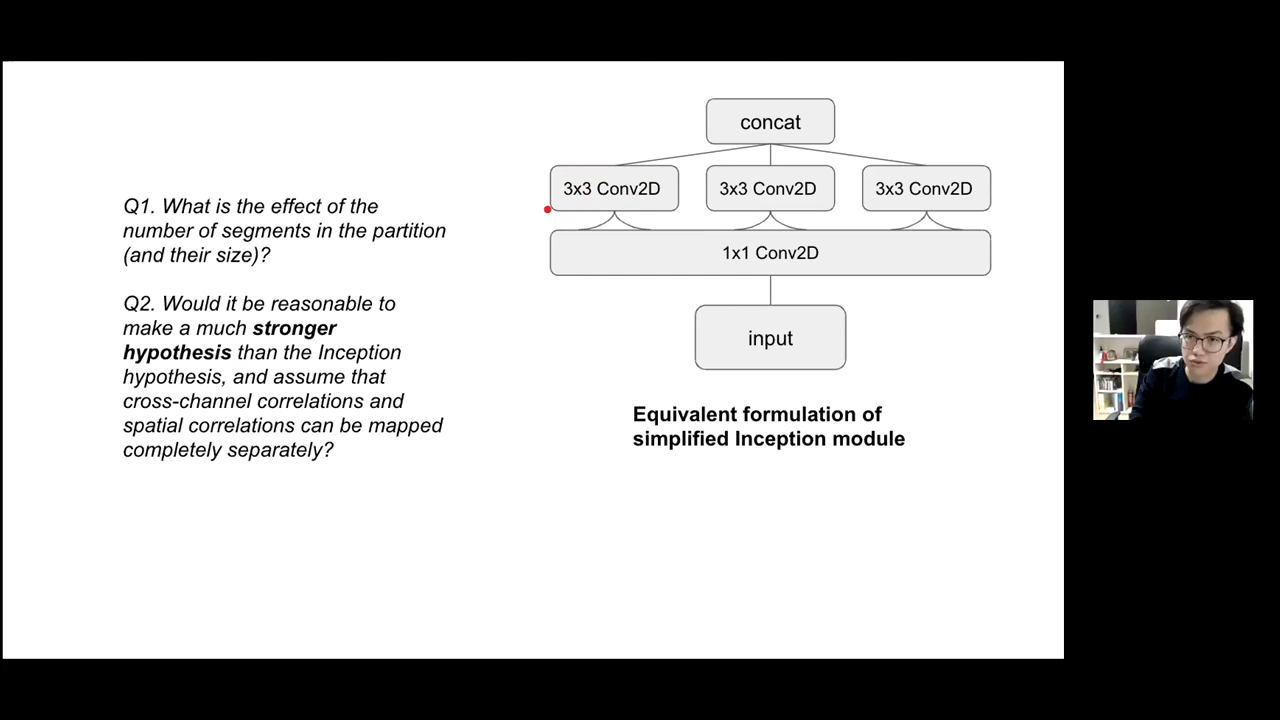 Q1. What is the effect of the
number of segments in the partition
(and their size)?
Q2. Would it be reasonable to
make a much stronger
hypothesis than the Inception
hypothesis, and assume that
cross-channel correlations and
spatial correlations can be mapped
completely separately?
concat
3x3 Conv2D
3x3 Conv2D
3x3 Conv2D
1x1 Conv2D
input
Equivalent formulation of
simplified Inception module